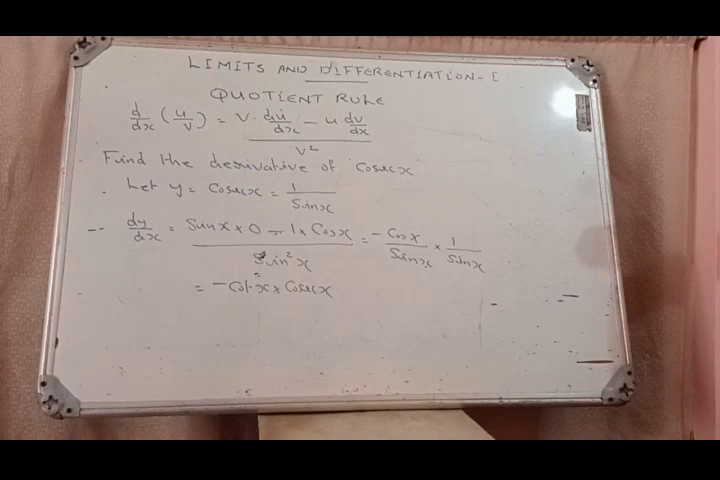 LIMITS AND DIFFERENTIATION - I
QUOTIENT RULE
d/dx (u/v) = v · du/dx − u dv/dx / v²
Find the derivative of Cosecx
Let y = Cosecx = 1/Sinx
dy/dx = Sinx × 0 − 1 × Cosx / Sin²x = −Cosx/Sinx × 1/Sinx
= −Cotx × Cosecx